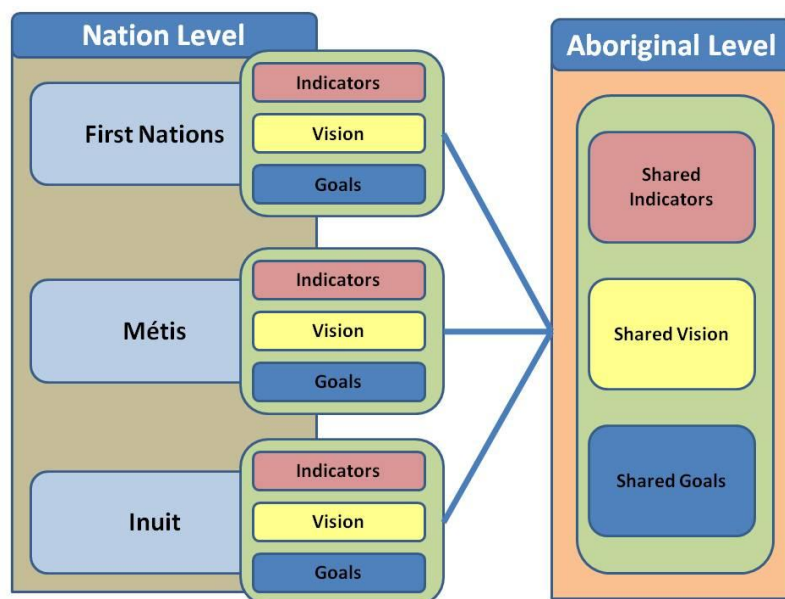 Nation Level
First Nations
Indicators
Vision
Goals
Métis
Indicators
Vision
Goals
Inuit
Indicators
Vision
Goals
Aboriginal Level
Shared
Indicators
Shared Vision
Shared Goals